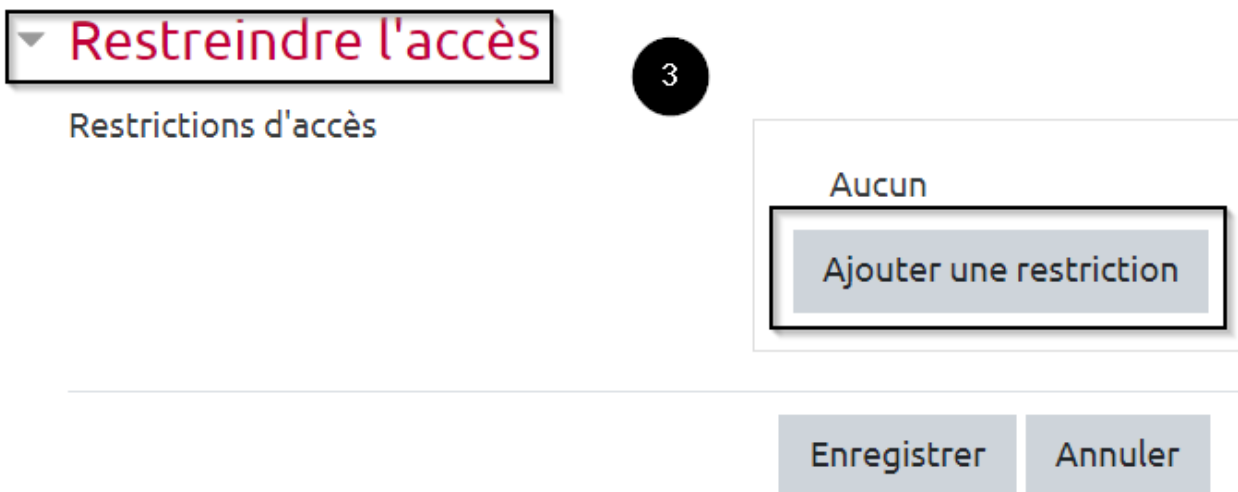 Restreindre l'accès
3
Restrictions d'accès
Aucun
Ajouter une restriction
Enregistrer Annuler